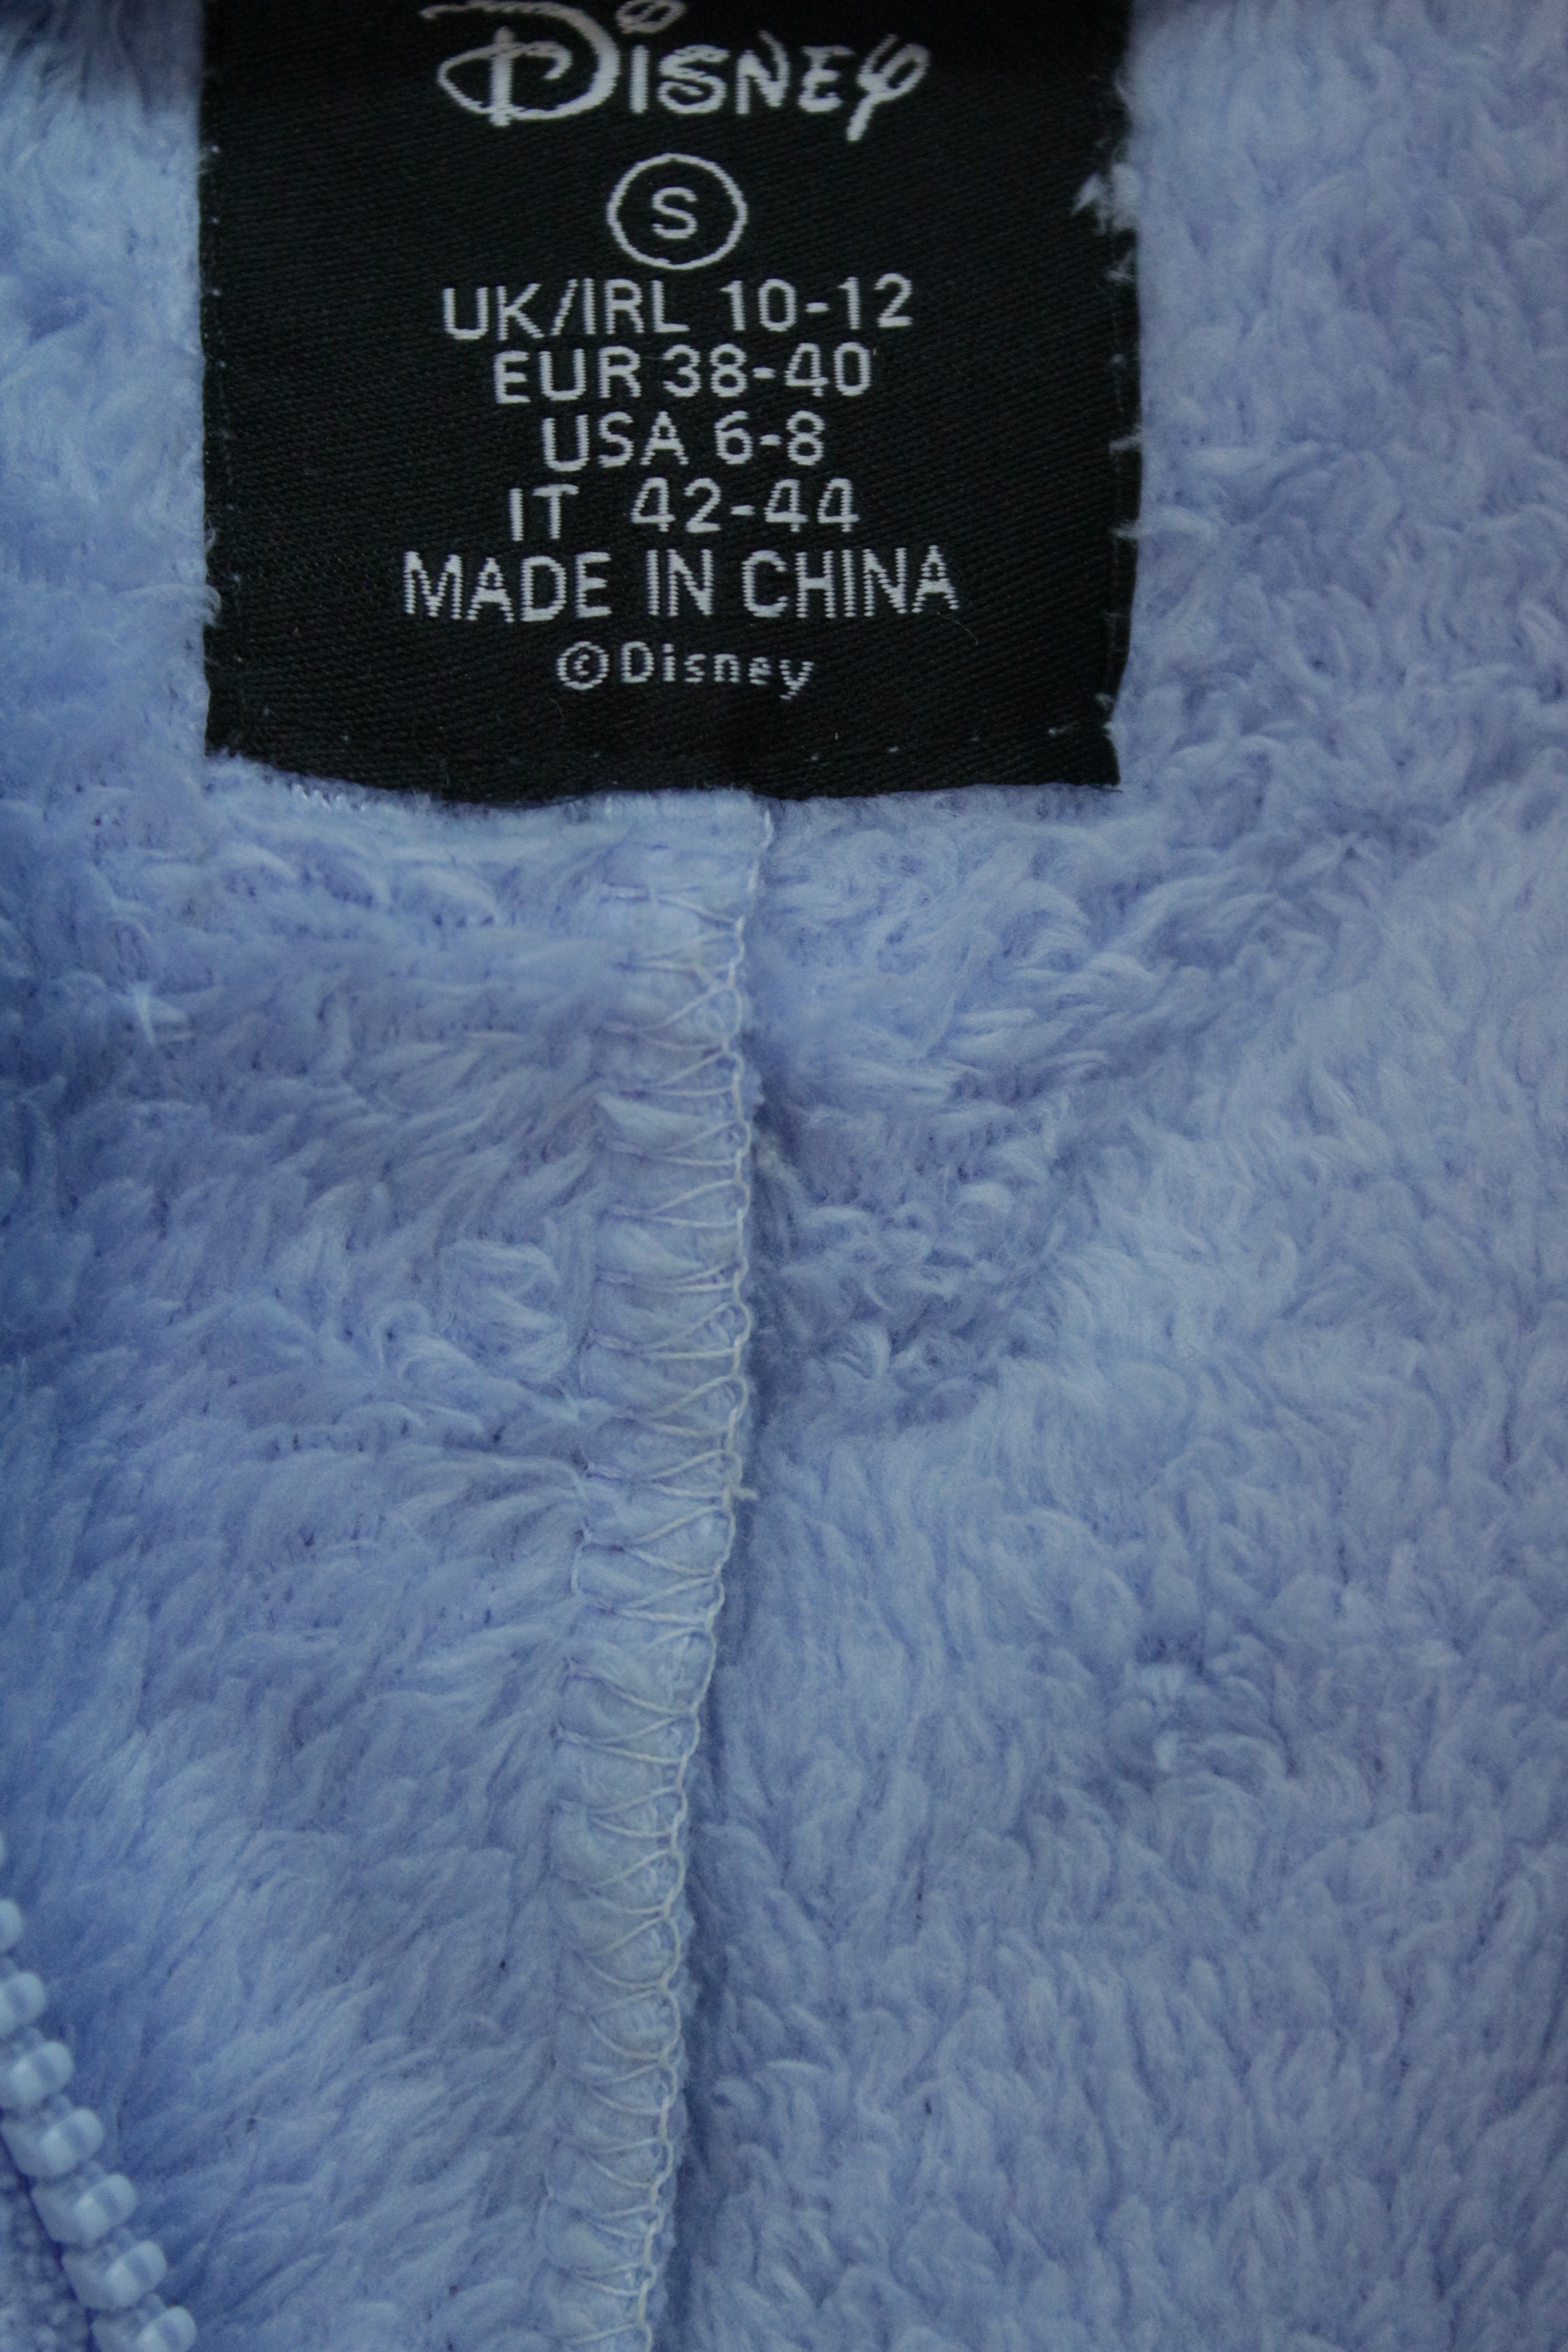 Disney
S
UK/IRL 10-12
EUR 38-40
USA 6-8
IT 42-44
MADE IN CHINA
©Disney